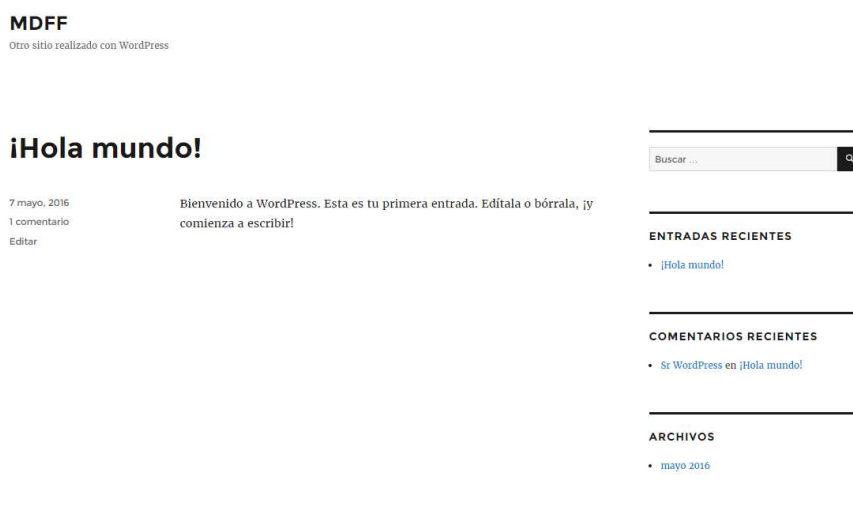 MDFF
Otro sitio realizado con WordPress
¡Hola mundo!
7 mayo, 2016
1 comentario
Editar
Bienvenido a WordPress. Esta es tu primera entrada. Edítala o bórrala, ¡y
comienza a escribir!
Buscar ...
ENTRADAS RECIENTES
¡Hola mundo!
COMENTARIOS RECIENTES
Sr WordPress en ¡Hola mundo!
ARCHIVOS
mayo 2016